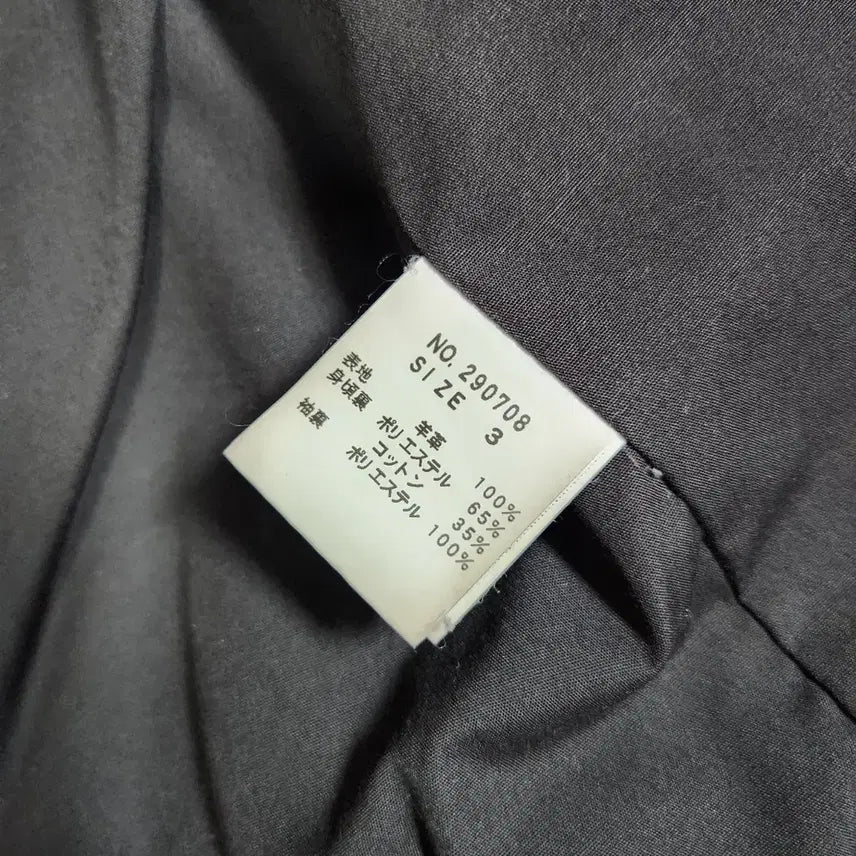 NO.290708
SIZE 3
表地 羊革 100%
身頃裏 ポリエステル 65%
コットン 35%
袖裏 ポリエステル 100%